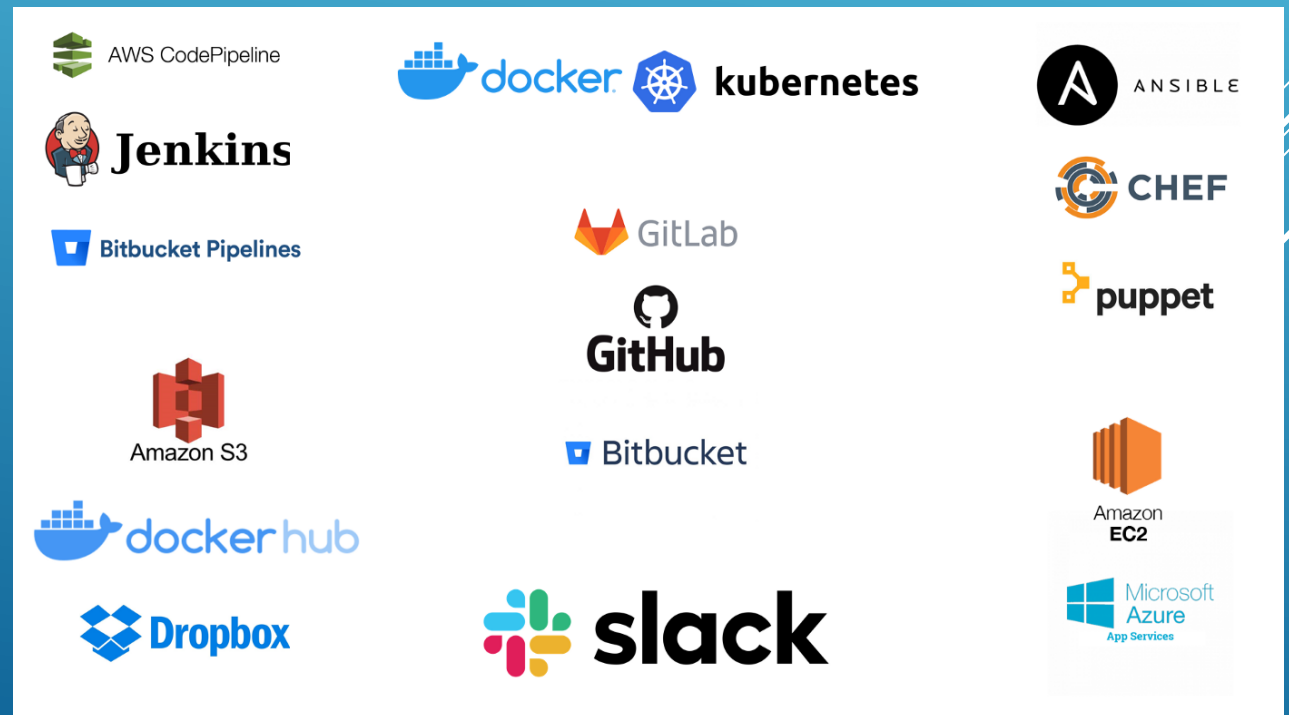 AWS CodePipeline
docker
kubernetes
ANSIBLE
Jenkins
CHEF
Bitbucket Pipelines
GitLab
puppet
GitHub
Amazon S3
Bitbucket
Amazon
EC2
docker hub
Microsoft
Azure
App Services
Dropbox
slack